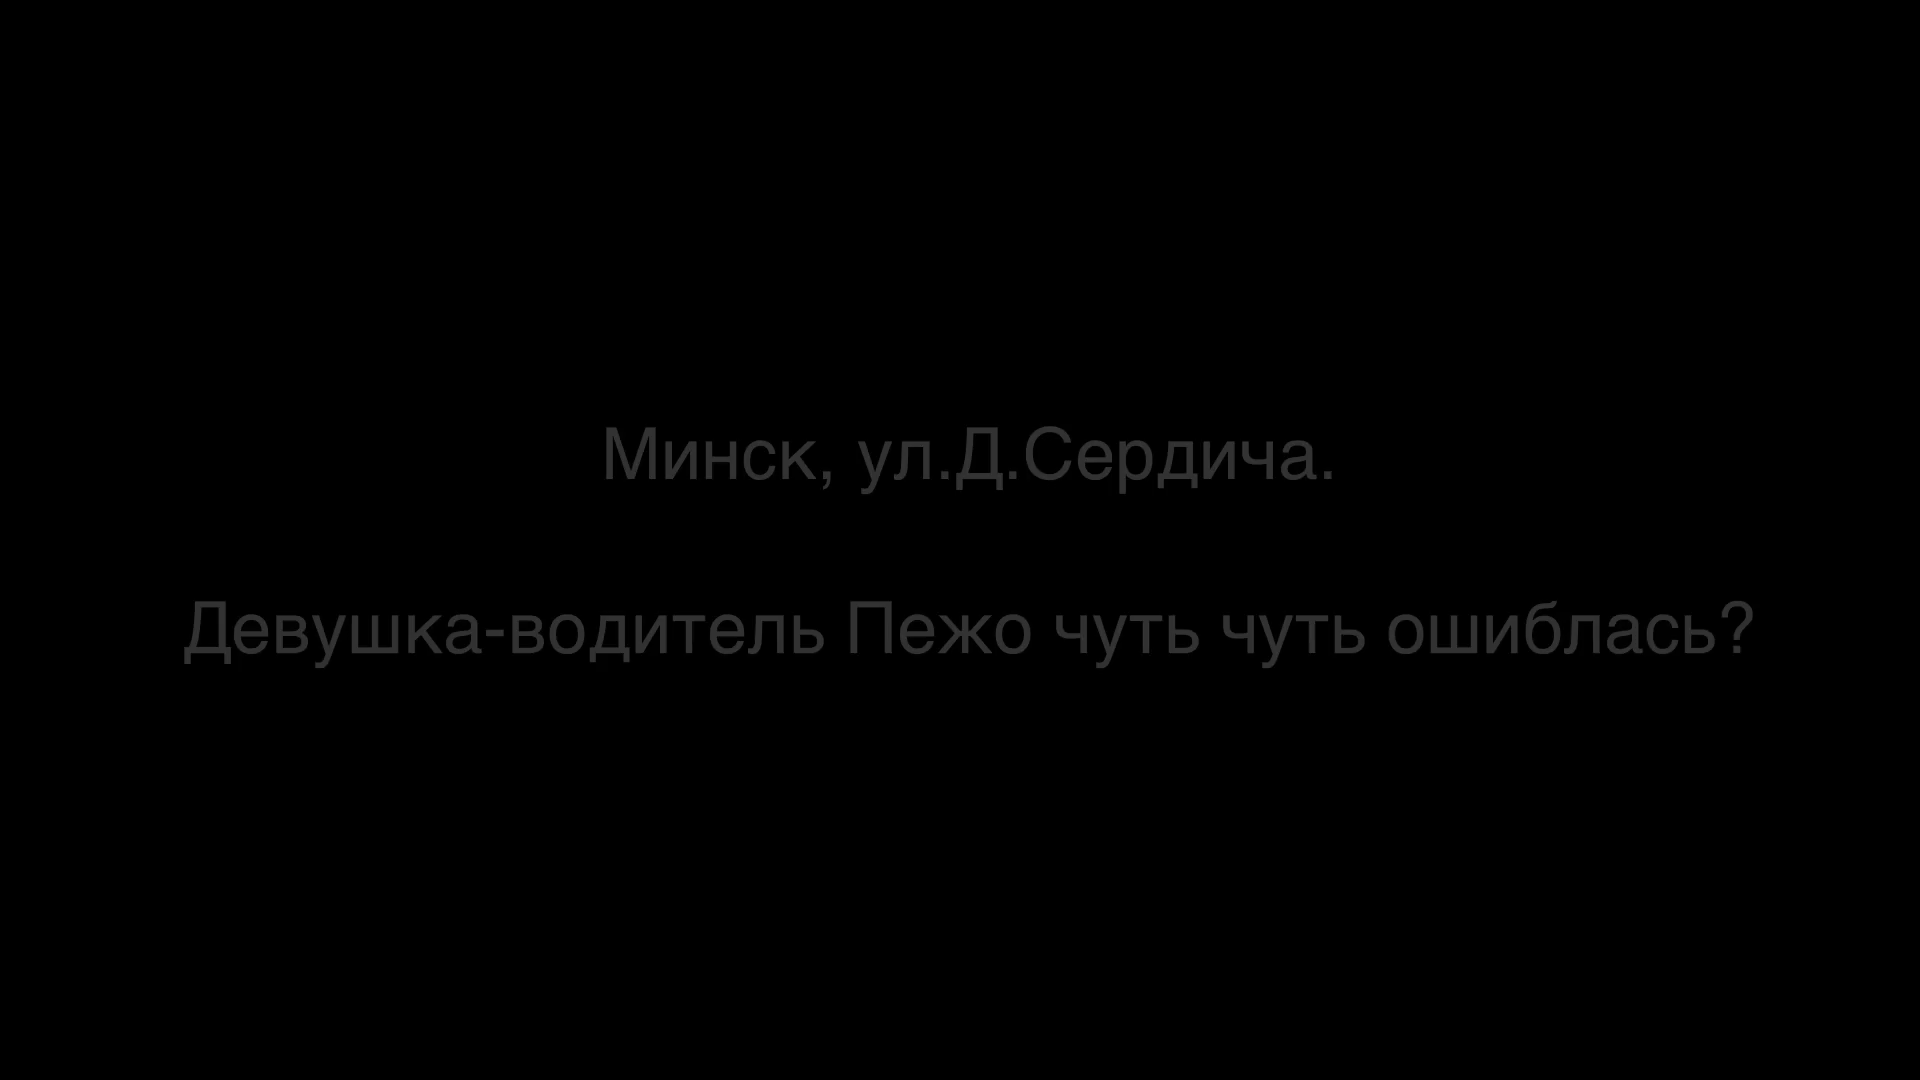 Минск, ул.Д.Сердича.
Девушка-водитель Пежо чуть чуть ошиблась?